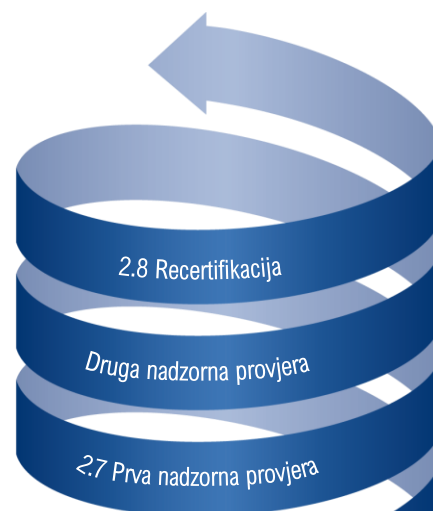 2.8 Recertifikacija
Druga nadzorna provjera
2.7 Prva nadzorna provjera